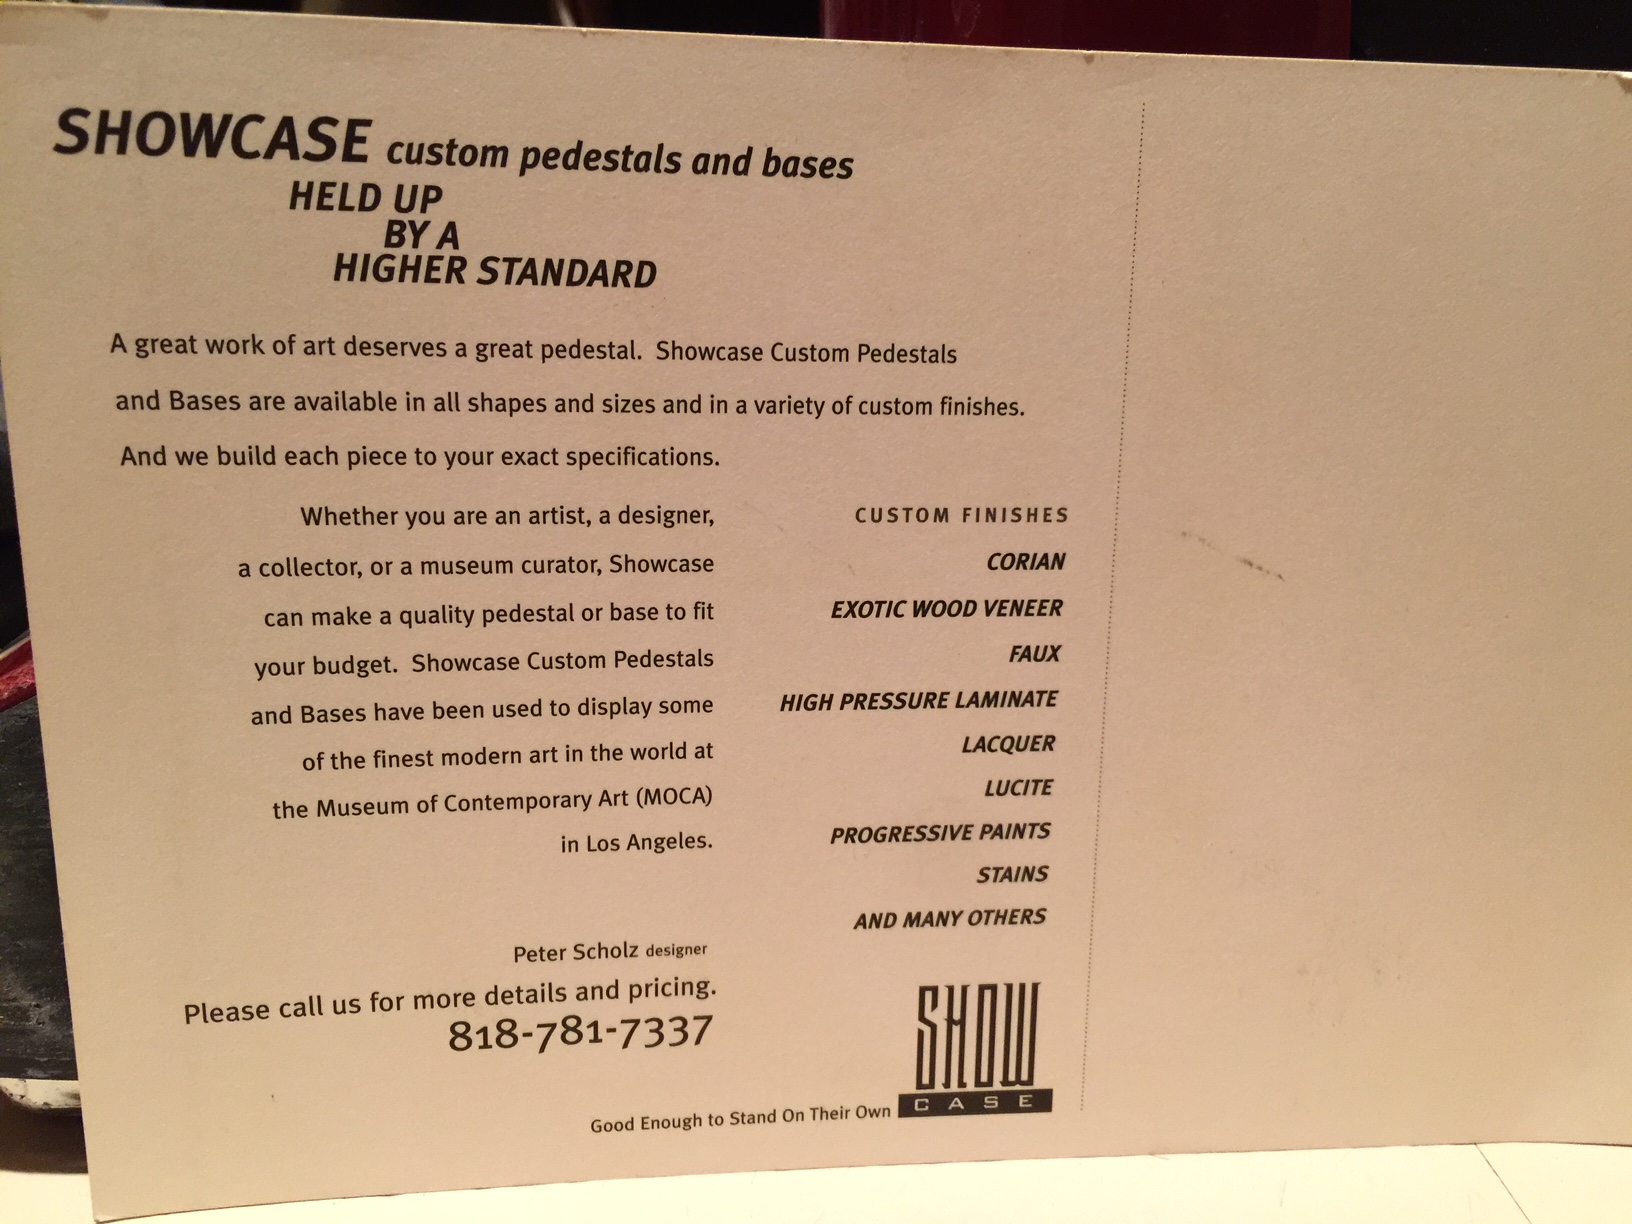 SHOWCASE custom pedestals and bases
HELD UP
BY A
HIGHER STANDARD
A great work of art deserves a great pedestal. Showcase Custom Pedestals
and Bases are available in all shapes and sizes and in a variety of custom finishes.
And we build each piece to your exact specifications.
Whether you are an artist, a designer,
a collector, or a museum curator, Showcase
can make a quality pedestal or base to fit
your budget. Showcase Custom Pedestals
and Bases have been used to display some
of the finest modern art in the world at
the Museum of Contemporary Art (MOCA)
in Los Angeles.
CUSTOM FINISHES
CORIAN
EXOTIC WOOD VENEER
FAUX
HIGH PRESSURE LAMINATE
LACQUER
LUCITE
PROGRESSIVE PAINTS
STAINS
AND MANY OTHERS
Peter Scholz designer
Please call us for more details and pricing.
818-781-7337
Good Enough to Stand On Their Own
SHOW
CASE